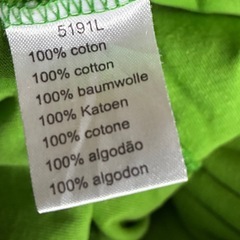 5191L
100% coton
100% cotton
100% baumwolle
100% Katoen
100% cotone
100% algodão
100% algodon